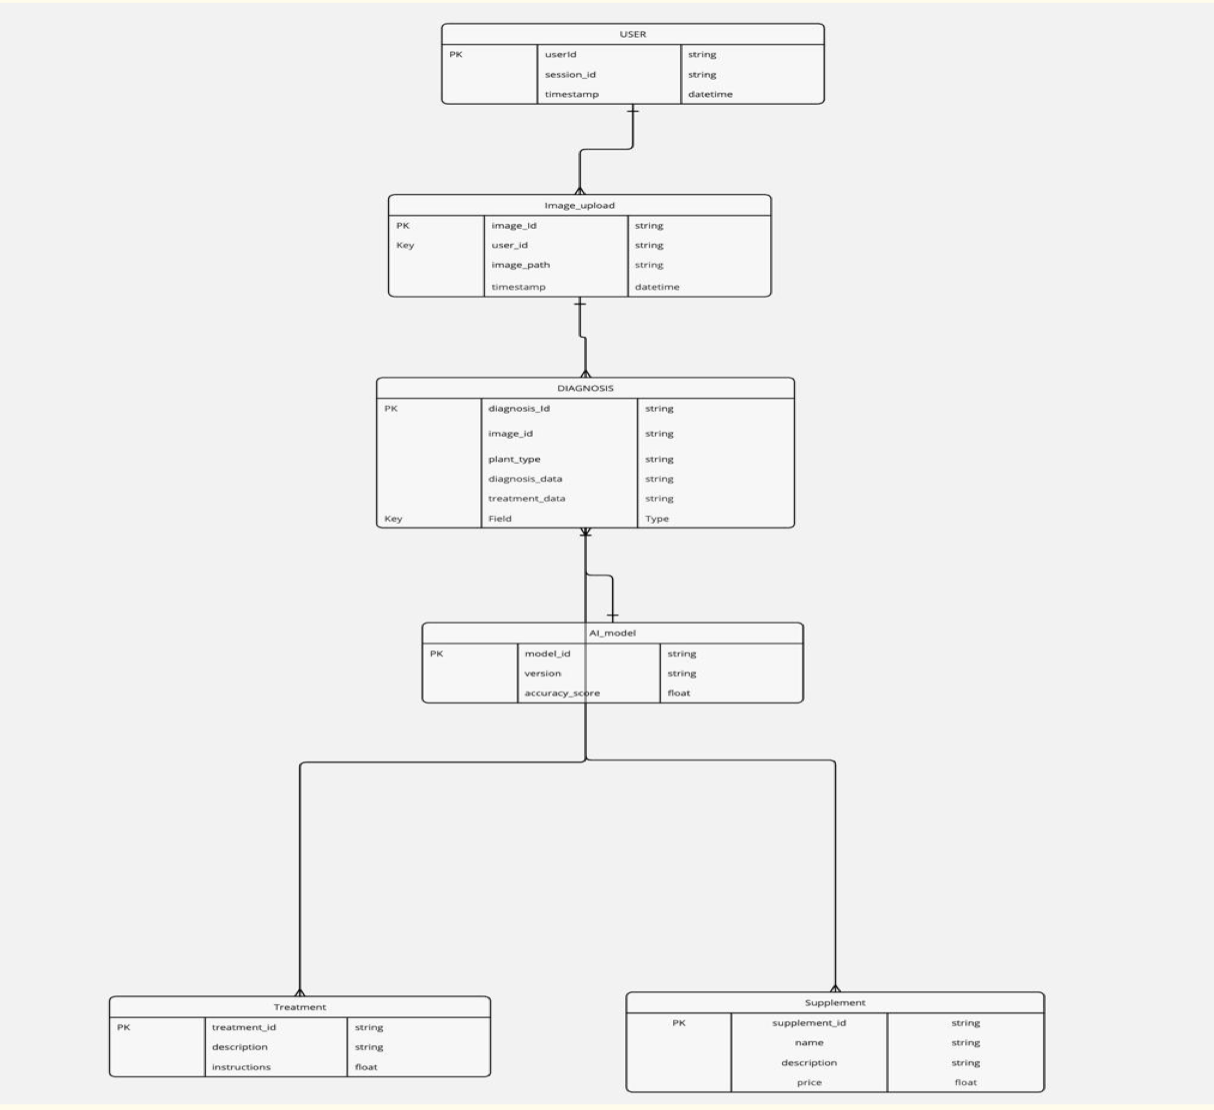 USER
PK userId string
session_id string
timestamp datetime
Image_upload
PK image_id string
Key user_id string
image_path string
timestamp datetime
DIAGNOSIS
PK diagnosis_Id string
image_id string
plant_type string
diagnosis_data string
treatment_data string
Key Field Type
AI_model
PK model_id string
version string
accuracy_score float
Treatment
PK treatment_id string
description string
instructions float
Supplement
PK supplement_id string
name string
description string
price float